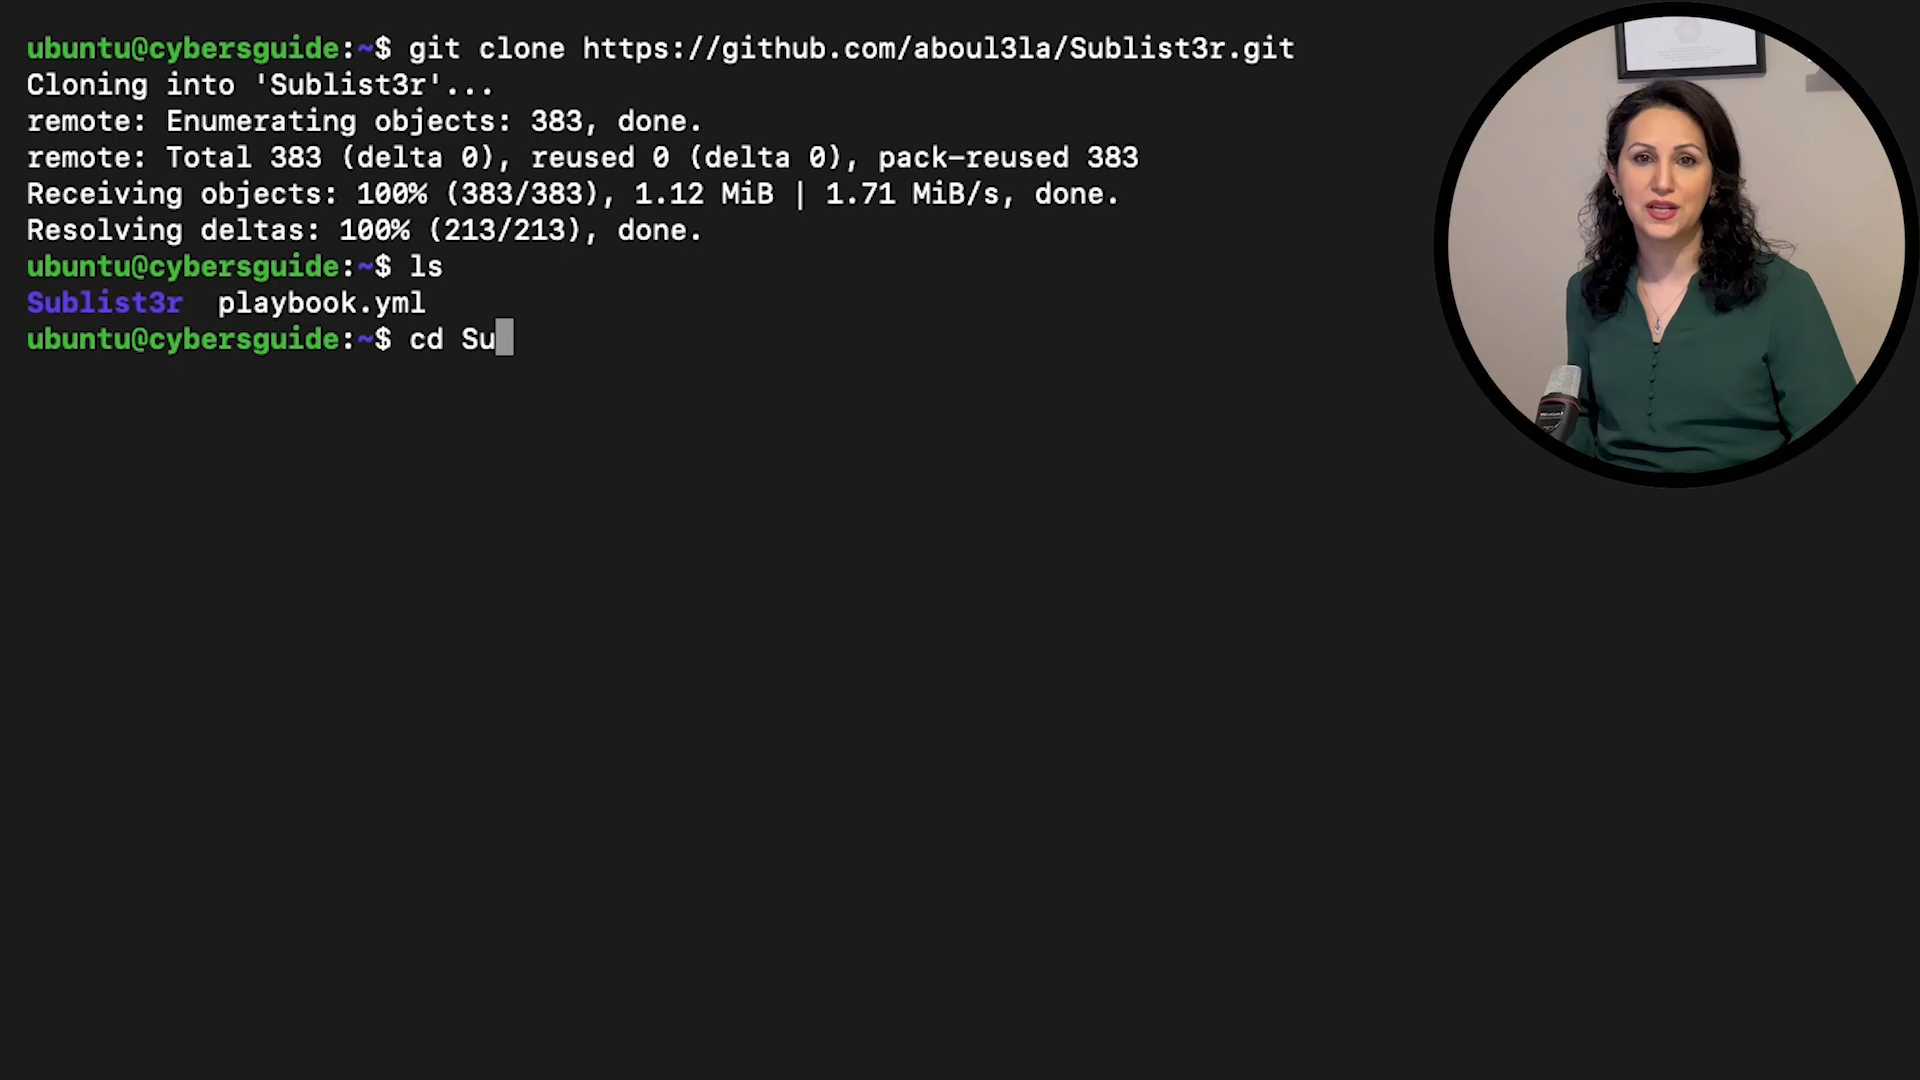 ubuntu@cybersguide:~$ git clone https://github.com/aboul3la/Sublist3r.git
Cloning into 'Sublist3r'...
remote: Enumerating objects: 383, done.
remote: Total 383 (delta 0), reused 0 (delta 0), pack-reused 383
Receiving objects: 100% (383/383), 1.12 MiB | 1.71 MiB/s, done.
Resolving deltas: 100% (213/213), done.
ubuntu@cybersguide:~$ ls
Sublist3r  playbook.yml
ubuntu@cybersguide:~$ cd Su